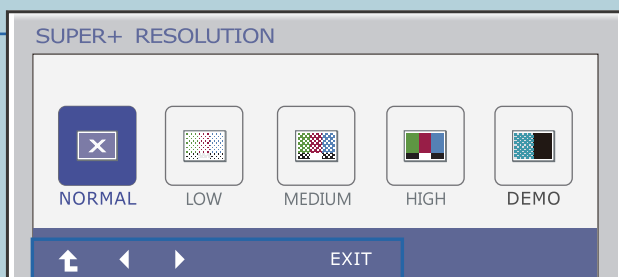 SUPER+ RESOLUTION
NORMAL LOW MEDIUM HIGH DEMO
EXIT